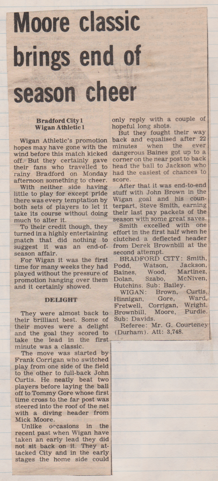 Moore classic
brings end of
season cheer
Bradford City 1
Wigan Athletic 1
Wigan Athletic's promotion
hopes may have gone with the
wind before this match kicked
off. But they certainly gave
their fans who travelled to
rainy Bradford on Monday
afternoon something to cheer.
With neither side having
little to play for except pride
there was every temptation by
both sets of players to let it
take its course without doing
much to alter it.
To their credit though, they
turned in a highly entertaining
match that did nothing to
suggest it was an end-of-
season affair.
For Wigan it was the first
time for many weeks they had
played without the pressure of
promotion hanging over them
and it certainly showed.
DELIGHT
They were almost back to
their brilliant best. Some of
their moves were a delight
and the goal they scored to
take the lead in the first
minute was a classic.
The move was started by
Frank Corrigan who switched
play from one side of the field
to the other to full-back John
Curtis. He neatly beat two
players before laying the ball
off to Tommy Gore whose first
time cross to the far post was
steered into the roof of the net
with a diving header from
Mick Moore.
Unlike occasions in the
recent past when Wigan have
taken an early lead they did
not sit back on it. They at-
tacked City and in the early
stages the home side could
only reply with a couple of
hopeful long shots.
But they fought their way
back and equalised after 22
minutes when the ever
dangerous Baines got up to a
corner on the near post to back
head the ball to Jackson who
had the easiest of chances to
score.
After that it was end-to-end
stuff with John Brown in the
Wigan goal and his coun-
terpart, Steve Smith, earning
their last pay packets of the
season with some great saves.
Smith excelled with one
effort in the first half when he
clutched a deflected header
from Derek Brownbill at the
second attempt.
BRADFORD CITY: Smith,
Podd, Watson, Jackson,
Baines, Wood, Martinez,
Dolan, Staniforth, McNiven,
Hutchins. Sub: Bailey.
WIGAN: Brown, Curtis,
Hinnigan, Gore, Ward,
Fretwell, Corrigan, Wright,
Brownbill, Moore, Purdie.
Sub: Davids.
Referee: Mr. G. Courtney
(Durham). Att: 3,748.